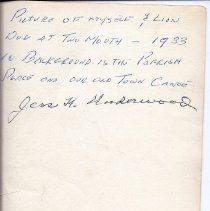 PICTURE OF MYSELF & LION
DOG AT TWO MOUTH - 1933
IN BACKGROUND IS THE PARRISH
PLACE AND OUR OLD TOWN CANOE
Jess H. Underwood